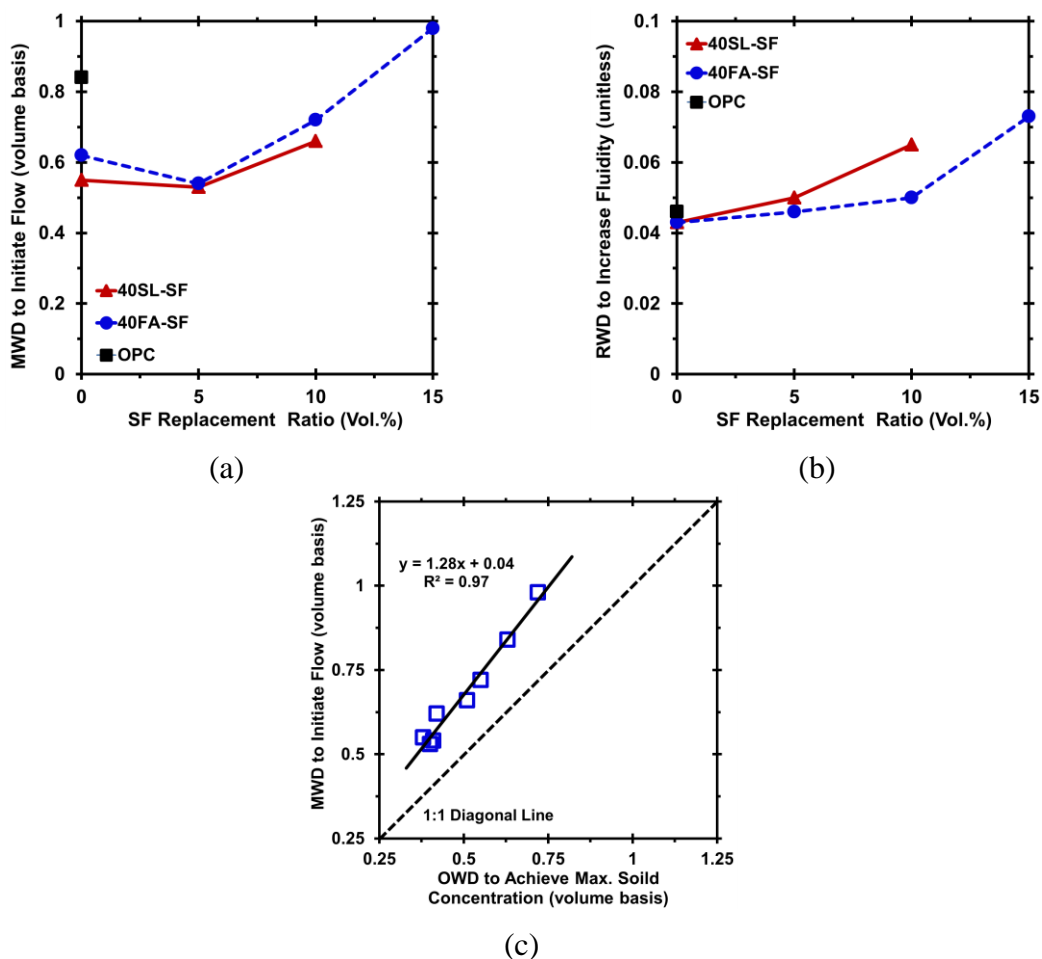 MWD to Initiate Flow (volume basis)
1
0.8
0.6
0.4
0.2
0
40SL-SF
40FA-SF
OPC
0 5 10 15
SF Replacement Ratio (Vol.%)
(a)
RWD to Increase Fluidity (unitless)
0.1
0.08
0.06
0.04
0.02
0
40SL-SF
40FA-SF
OPC
0 5 10 15
SF Replacement Ratio (Vol.%)
(b)
MWD to Initiate Flow (volume basis)
1.25
1
0.75
0.5
0.25
y = 1.28x + 0.04
R² = 0.97
1:1 Diagonal Line
0.25 0.5 0.75 1 1.25
OWD to Achieve Max. Soild
Concentration (volume basis)
(c)